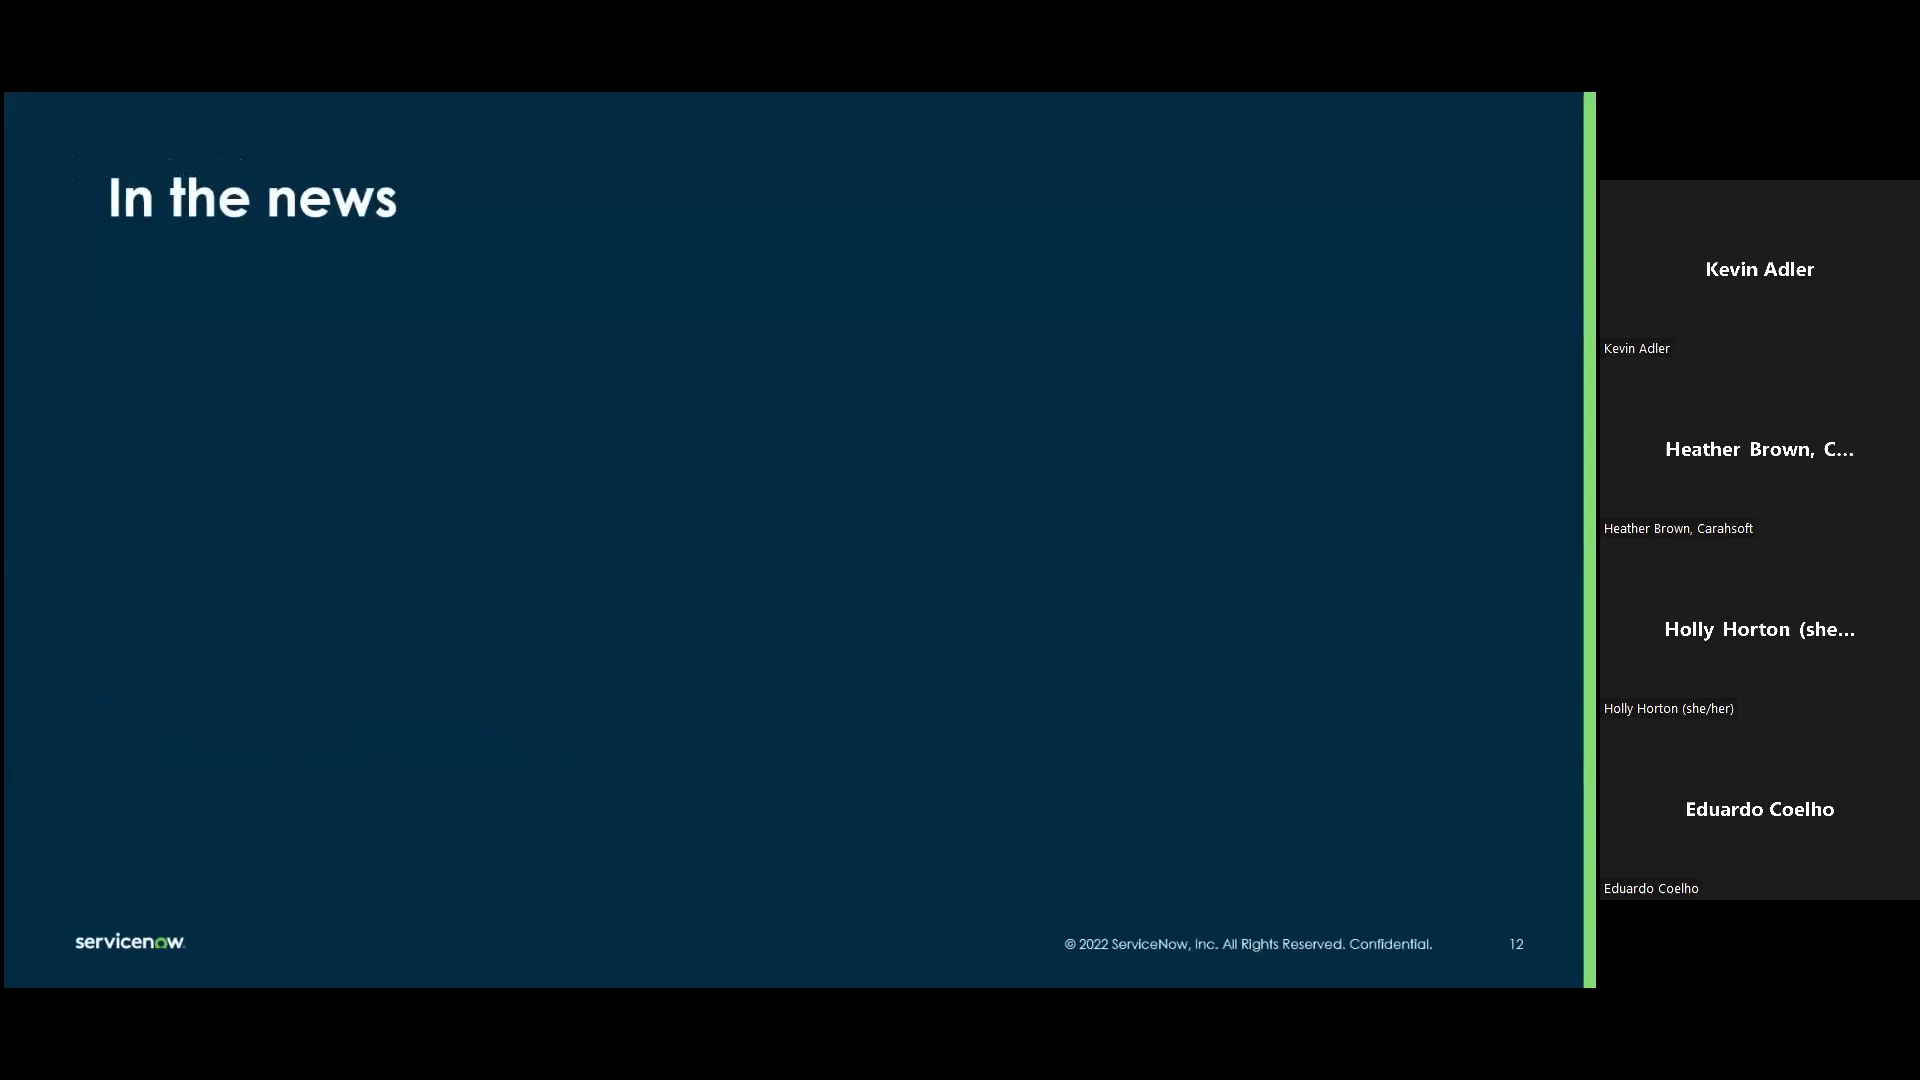 In the news
servicenow
© 2022 ServiceNow, Inc. All Rights Reserved. Confidential.
12
Kevin Adler
Kevin Adler
Heather Brown, C...
Heather Brown, Carahsoft
Holly Horton (she...
Holly Horton (she/her)
Eduardo Coelho
Eduardo Coelho